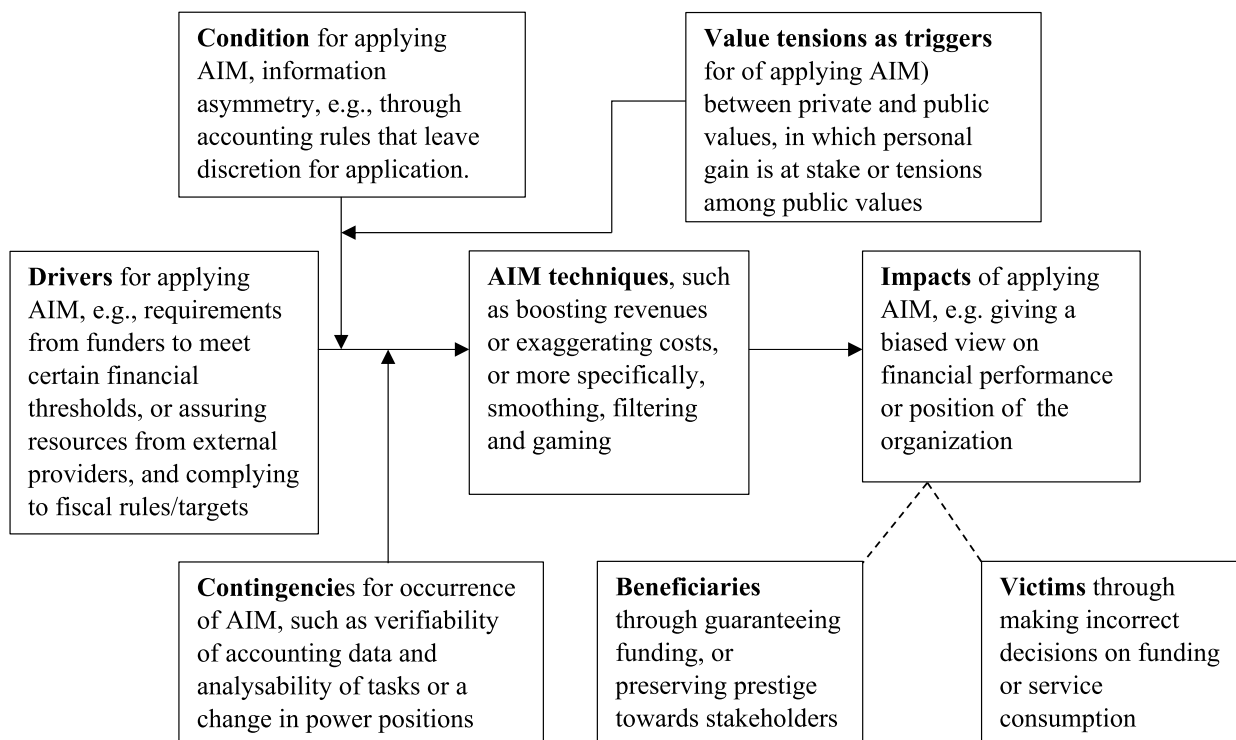 Condition for applying
AIM, information
asymmetry, e.g., through
accounting rules that leave
discretion for application.
Value tensions as triggers
for of applying AIM)
between private and public
values, in which personal
gain is at stake or tensions
among public values
Drivers for applying
AIM, e.g., requirements
from funders to meet
certain financial
thresholds, or assuring
resources from external
providers, and complying
to fiscal rules/targets
AIM techniques, such
as boosting revenues
or exaggerating costs,
or more specifically,
smoothing, filtering
and gaming
Impacts of applying
AIM, e.g. giving a
biased view on
financial performance
or position of the
organization
Contingencies for occurrence
of AIM, such as verifiability
of accounting data and
analysability of tasks or a
change in power positions
Beneficiaries
through guaranteeing
funding, or
preserving prestige
towards stakeholders
Victims through
making incorrect
decisions on funding
or service
consumption